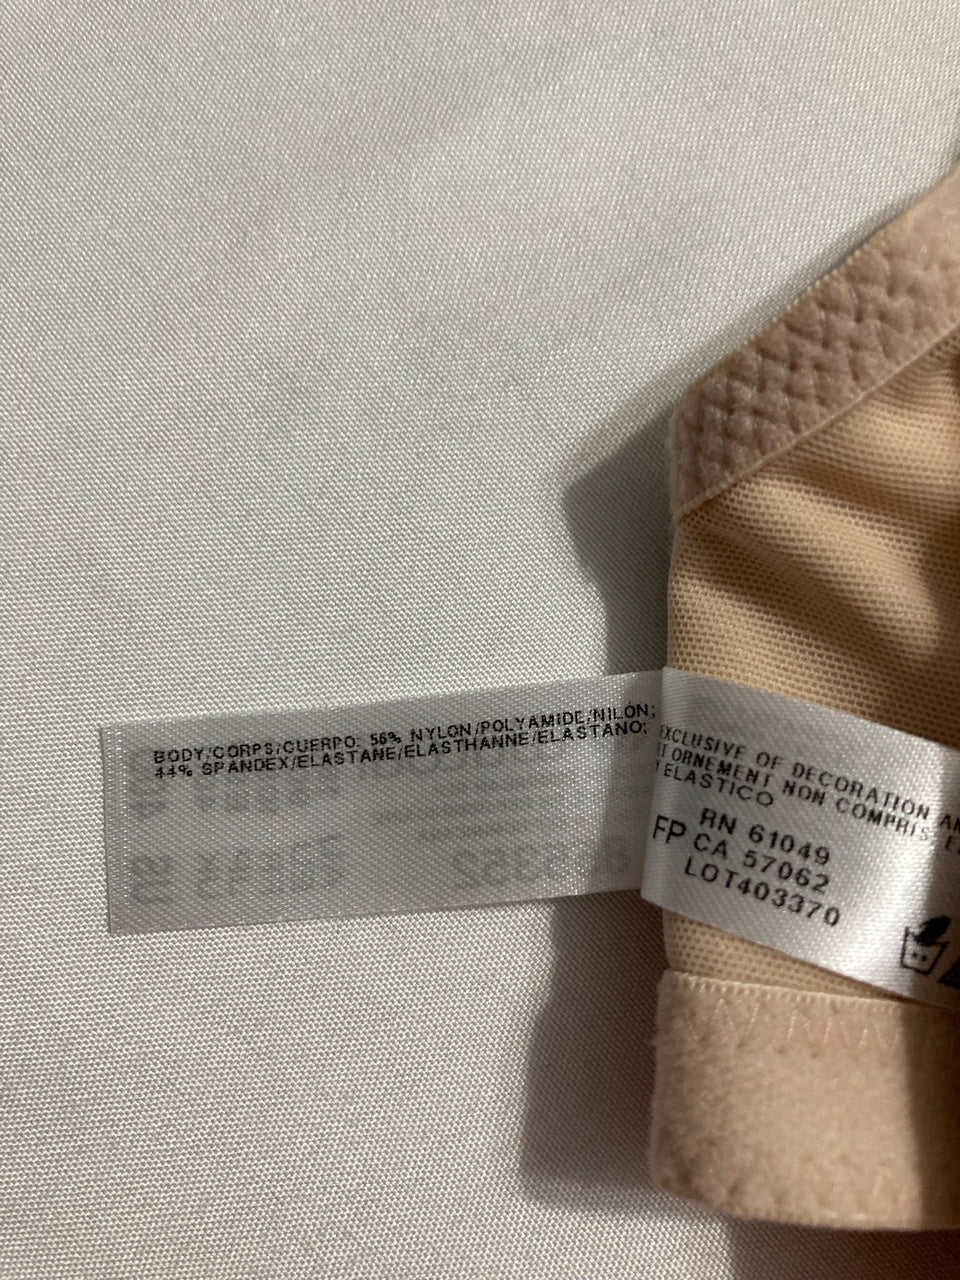 BODY/CORPS/CUERPO: 56% NYLON/POLYAMIDE/NILON;
44% SPANDEX/ELASTANE/ELASTHANNE/ELASTANO;
EXCLUSIVE OF DECORATION
ET ORNEMENT NON COMPRIS
ELASTICO
RN 61049
FP CA 57062
LOT403370